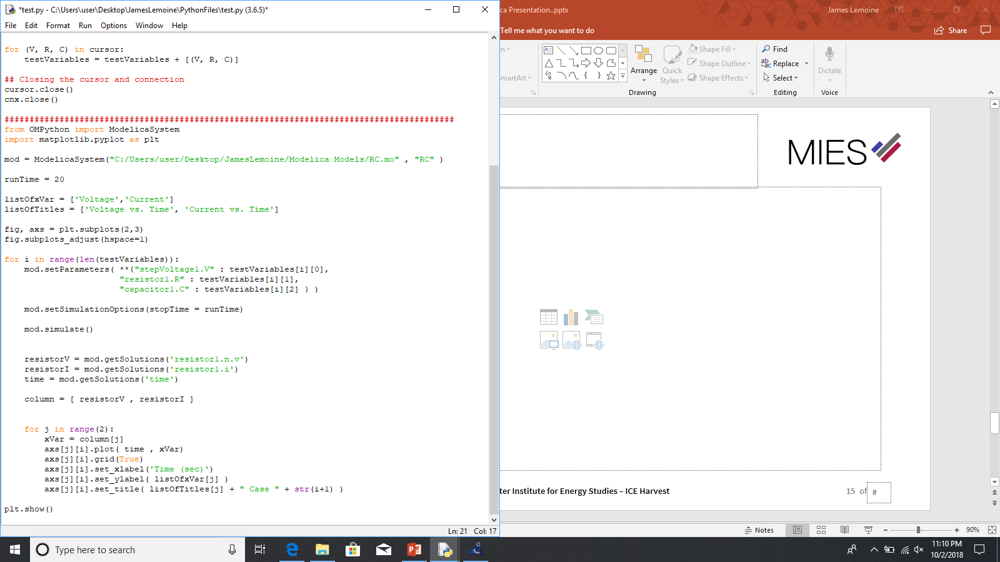 *test.py - C:\Users\user\Desktop\JamesLemoine\PythonFiles\test.py (3.6.5)*
File Edit Format Run Options Window Help
for (V, R, C) in cursor:
    testVariables = testVariables + [(V, R, C)]
## Closing the cursor and connection
cursor.close()
cnx.close()
##########################################################################################
from OMPython import ModelicaSystem
import matplotlib.pyplot as plt
mod = ModelicaSystem("C:/Users/user/Desktop/JamesLemoine/Modelica Models/RC.mo" , "RC" )
runTime = 20
listOfxVar = ['Voltage','Current']
listOfTitles = ['Voltage vs. Time', 'Current vs. Time']
fig, axs = plt.subplots(2,3)
fig.subplots_adjust(hspace=1)
for i in range(len(testVariables)):
    mod.setParameters( **{"stepVoltage1.V" : testVariables[i][0],
                       "resistor1.R" : testVariables[i][1],
                       "capacitor1.C" : testVariables[i][2] } )
    mod.setSimulationOptions(stopTime = runTime)
    mod.simulate()
    resistorV = mod.getSolutions('resistor1.n.v')
    resistorI = mod.getSolutions('resistor1.i')
    time = mod.getSolutions('time')
    column = [ resistorV , resistorI ]
    for j in range(2):
        xVar = column[j]
        axs[j][i].plot( time , xVar)
        axs[j][i].grid(True)
        axs[j][i].set_xlabel('Time (sec)')
        axs[j][i].set_ylabel( listOfxVar[j] )
        axs[j][i].set_title( listOfTitles[j] + " Case " + str(i+1) )
plt.show()
Ln: 21 Col: 17
ca Presentation..pptx
James Lemoine
Tell me what you want to do
Share
on
SmartArt
Arrange
Quick
Styles
Shape Fill
Shape Outline
Shape Effects
Drawing
Find
Replace
Select
Editing
Dictate
Voice
MIES
ter Institute for Energy Studies – ICE Harvest
15 of #
Notes
90%
Type here to search
11:10 PM
10/2/2018